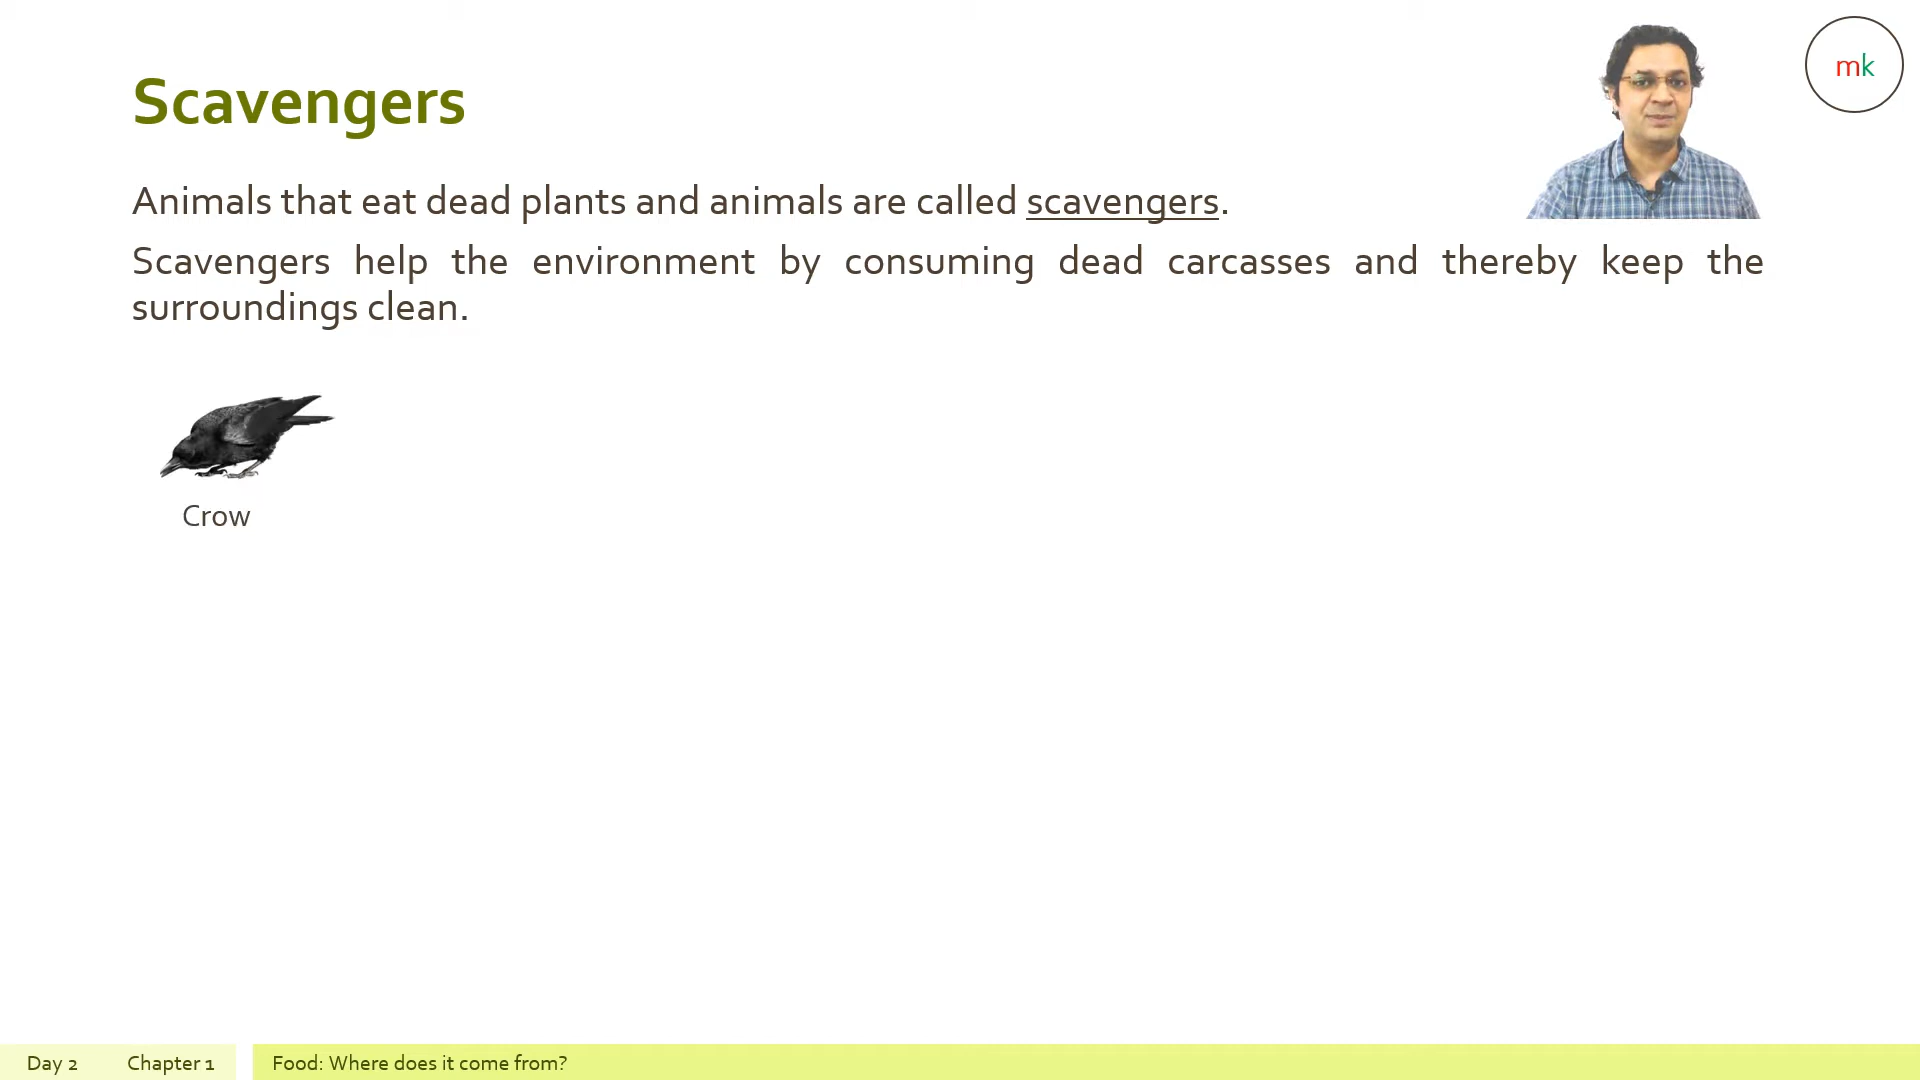 mk
Scavengers
Animals that eat dead plants and animals are called scavengers.
Scavengers help the environment by consuming dead carcasses and thereby keep the
surroundings clean.
Crow
Day 2 Chapter 1 Food: Where does it come from?